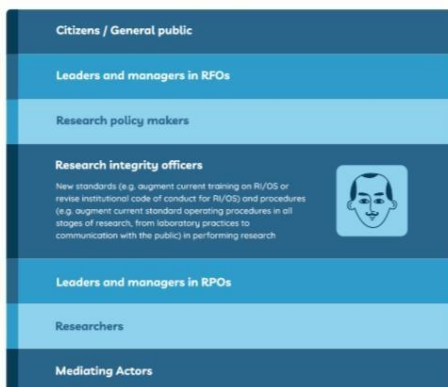 Citizens / General public
Leaders and managers in RFOs
Research policy makers
Research integrity officers
New standards (e.g. augment current training on RI/OS or
revise institutional code of conduct for RI/OS) and procedures
(e.g. augment current standard operating procedures in all
stages of research, from laboratory practices to
communication with the public) in performing research
Leaders and managers in RPOs
Researchers
Mediating Actors